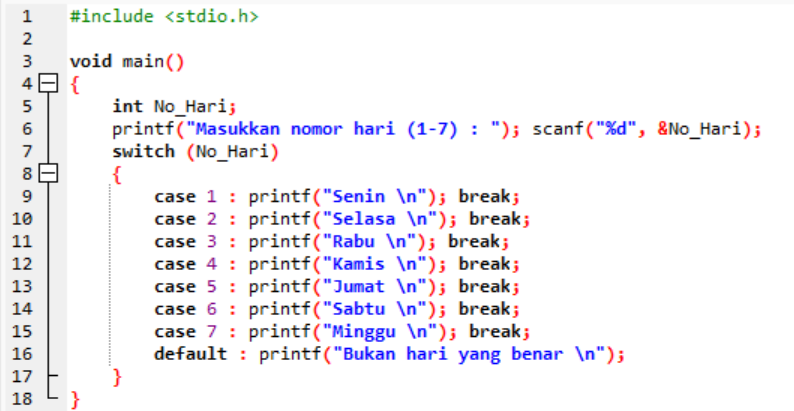 1 #include <stdio.h>
2
3 void main()
4 {
5 int No_Hari;
6 printf("Masukkan nomor hari (1-7) : "); scanf("%d", &No_Hari);
7 switch (No_Hari)
8 {
9 case 1 : printf("Senin \n"); break;
10 case 2 : printf("Selasa \n"); break;
11 case 3 : printf("Rabu \n"); break;
12 case 4 : printf("Kamis \n"); break;
13 case 5 : printf("Jumat \n"); break;
14 case 6 : printf("Sabtu \n"); break;
15 case 7 : printf("Minggu \n"); break;
16 default : printf("Bukan hari yang benar \n");
17 }
18 }